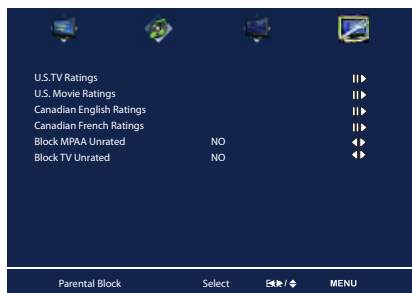 U.S.TV Ratings
U.S. Movie Ratings
Canadian English Ratings
Canadian French Ratings
Block MPAA Unrated NO
Block TV Unrated NO
Parental Block Select MENU